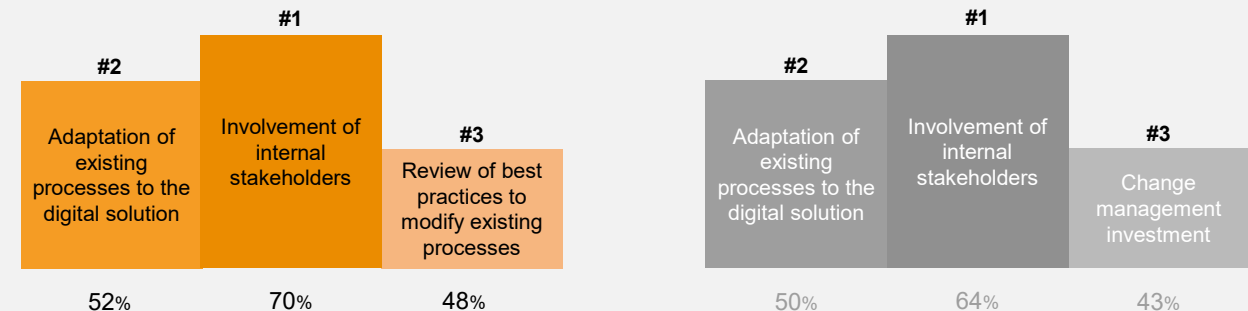 #1
#2
Adaptation of
existing
processes to the
digital solution
Involvement of
internal
stakeholders
#3
Review of best
practices to
modify existing
processes
52%
70%
48%
#1
#2
Adaptation of
existing
processes to the
digital solution
Involvement of
internal
stakeholders
#3
Change
management
investment
50%
64%
43%